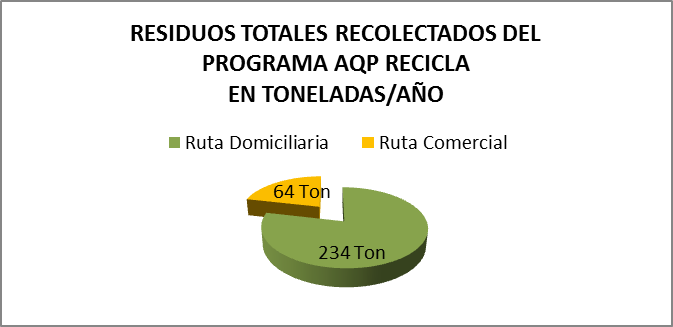 RESIDUOS TOTALES RECOLECTADOS DEL
PROGRAMA AQP RECICLA
EN TONELADAS/AÑO
Ruta Domiciliaria Ruta Comercial
64 Ton
234 Ton